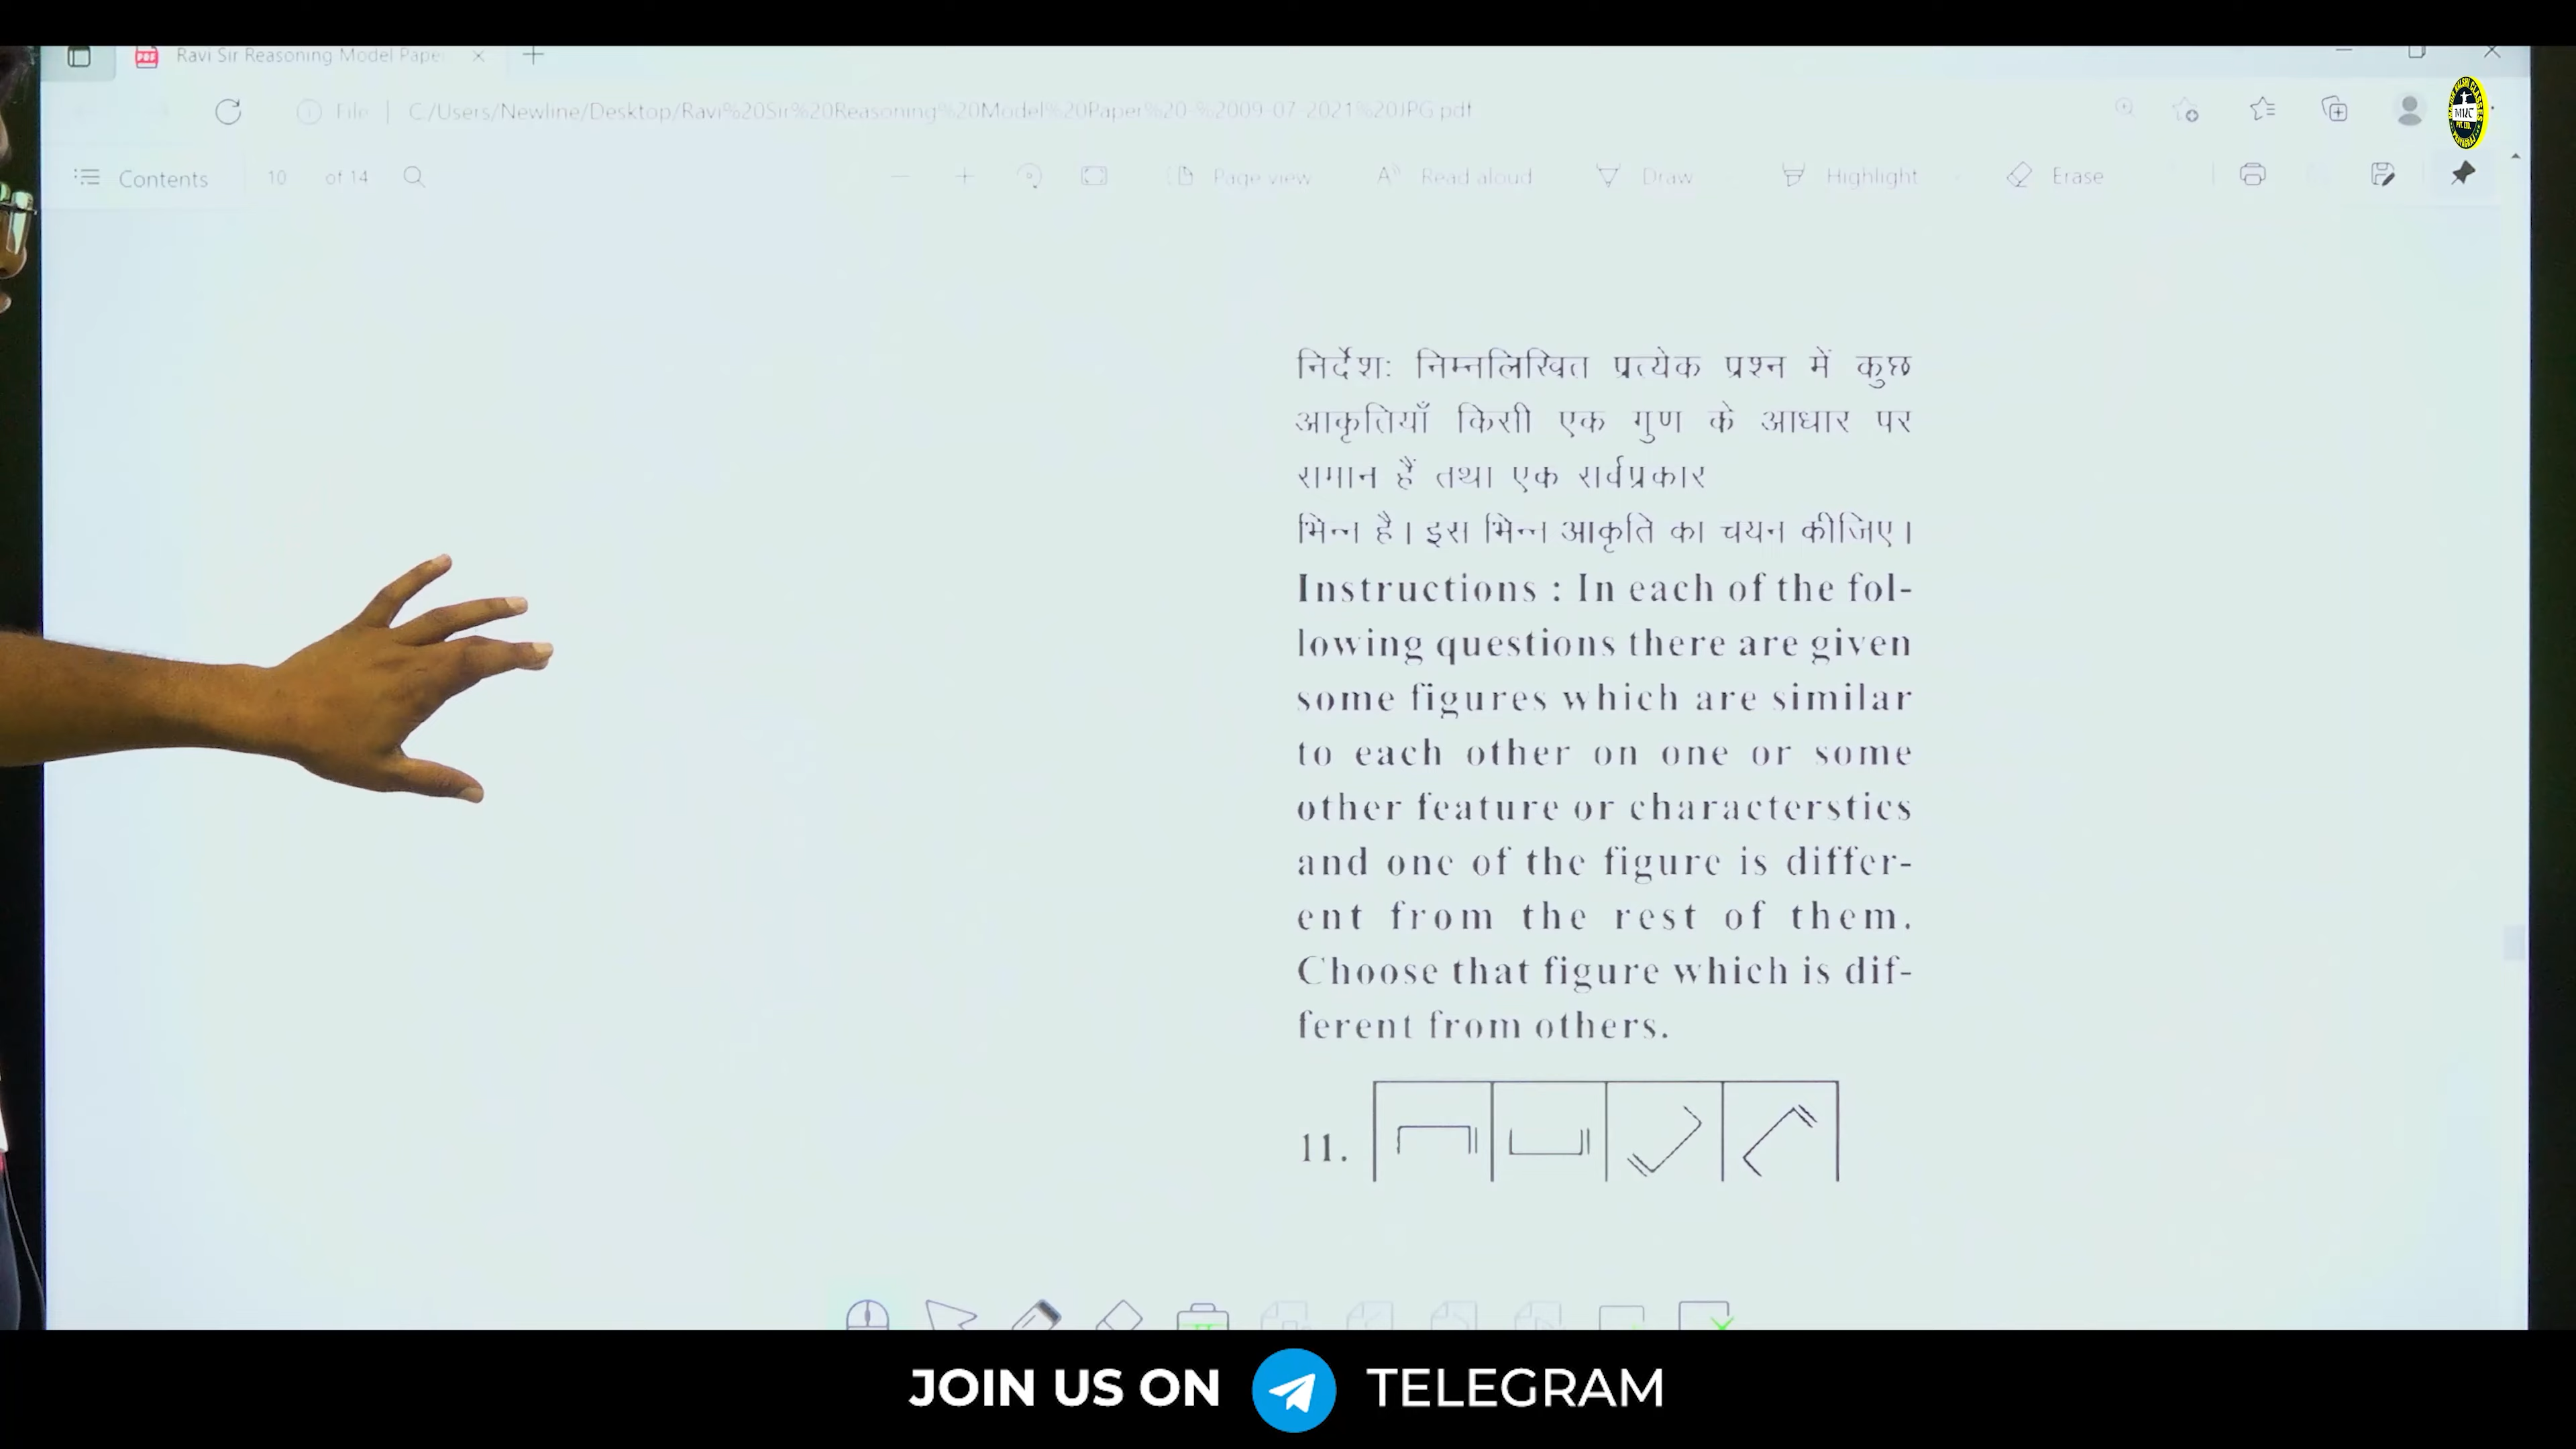 Ravi Sir Reasoning Model Pape
File | C:/Users/Newline/Desktop/Ravi%20Sir%20Reasoning%20Model%20Paper%20-%2009-07-2021%20JPG.pdf
Contents 10 of 14 Page view Read aloud Draw Highlight Erase
निर्देशः निम्नलिखित प्रत्येक प्रश्न में कुछ
आकृतियाँ किसी एक गुण के आधार पर
समान हैं तथा एक सर्वप्रकार
भिन्न है। इस भिन्न आकृति का चयन कीजिए।
Instructions : In each of the fol-
lowing questions there are given
some figures which are similar
to each other on one or some
other feature or characterstics
and one of the figure is differ-
ent from the rest of them.
Choose that figure which is dif-
ferent from others.
11.
JOIN US ON TELEGRAM